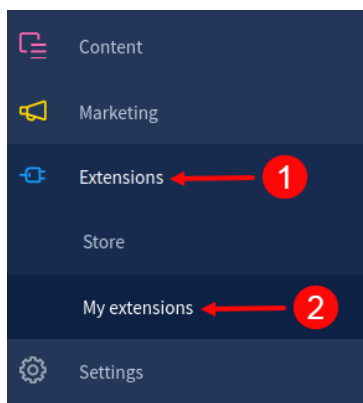 Content
Marketing
Extensions 1
Store
My extensions 2
Settings